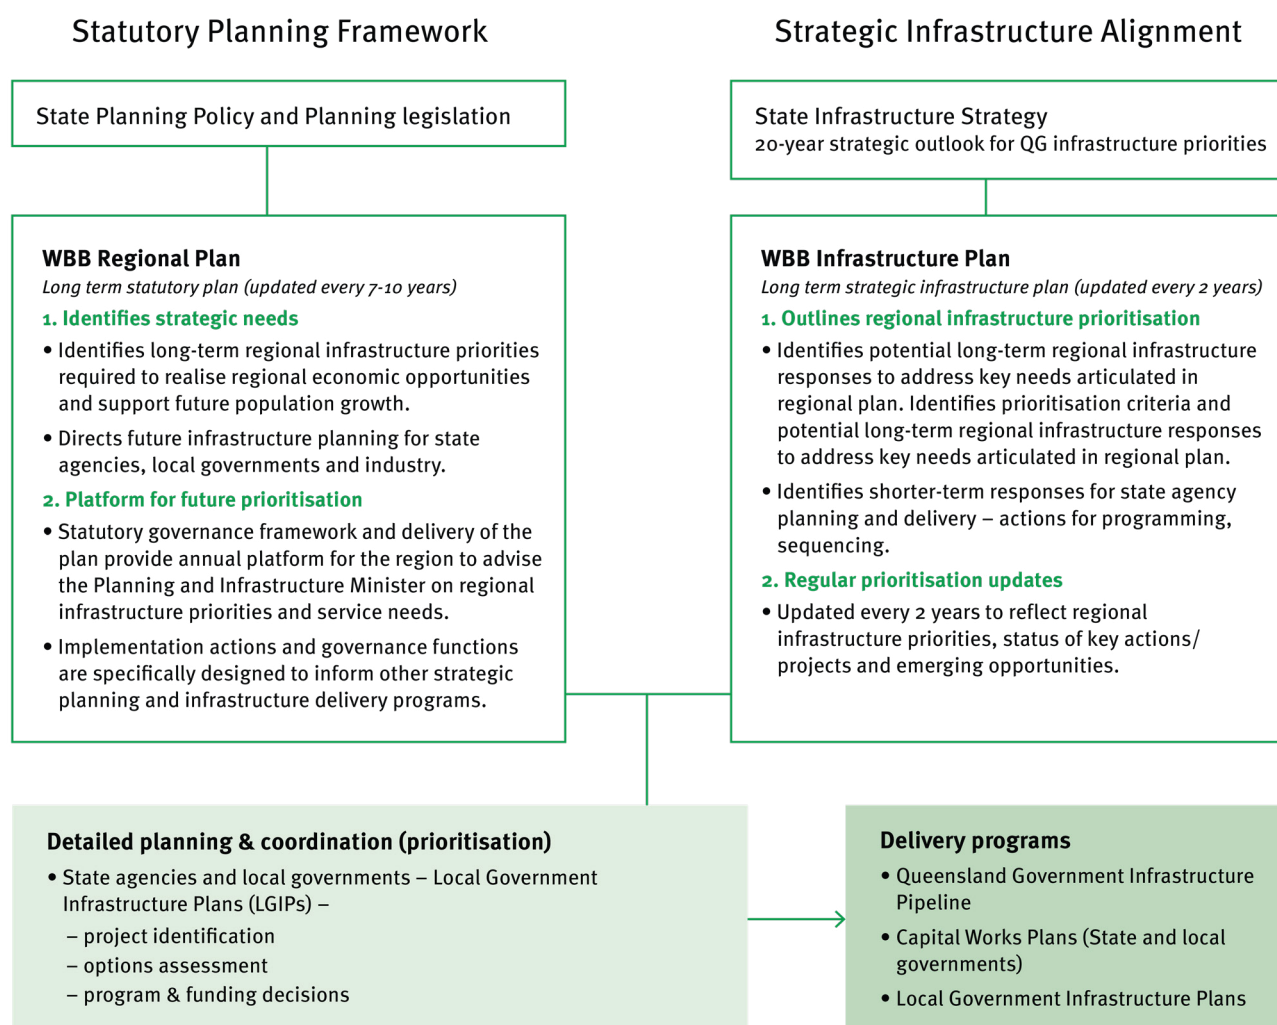 Statutory Planning Framework
State Planning Policy and Planning legislation
WBB Regional Plan
Long term statutory plan (updated every 7-10 years)
1. Identifies strategic needs
• Identifies long-term regional infrastructure priorities
required to realise regional economic opportunities
and support future population growth.
• Directs future infrastructure planning for state
agencies, local governments and industry.
2. Platform for future prioritisation
• Statutory governance framework and delivery of the
plan provide annual platform for the region to advise
the Planning and Infrastructure Minister on regional
infrastructure priorities and service needs.
• Implementation actions and governance functions
are specifically designed to inform other strategic
planning and infrastructure delivery programs.
Strategic Infrastructure Alignment
State Infrastructure Strategy
20-year strategic outlook for QG infrastructure priorities
WBB Infrastructure Plan
Long term strategic infrastructure plan (updated every 2 years)
1. Outlines regional infrastructure prioritisation
• Identifies potential long-term regional infrastructure
responses to address key needs articulated in
regional plan. Identifies prioritisation criteria and
potential long-term regional infrastructure responses
to address key needs articulated in regional plan.
• Identifies shorter-term responses for state agency
planning and delivery – actions for programming,
sequencing.
2. Regular prioritisation updates
• Updated every 2 years to reflect regional
infrastructure priorities, status of key actions/
projects and emerging opportunities.
Detailed planning & coordination (prioritisation)
• State agencies and local governments – Local Government
Infrastructure Plans (LGIPs) –
– project identification
– options assessment
– program & funding decisions
Delivery programs
• Queensland Government Infrastructure
Pipeline
• Capital Works Plans (State and local
governments)
• Local Government Infrastructure Plans